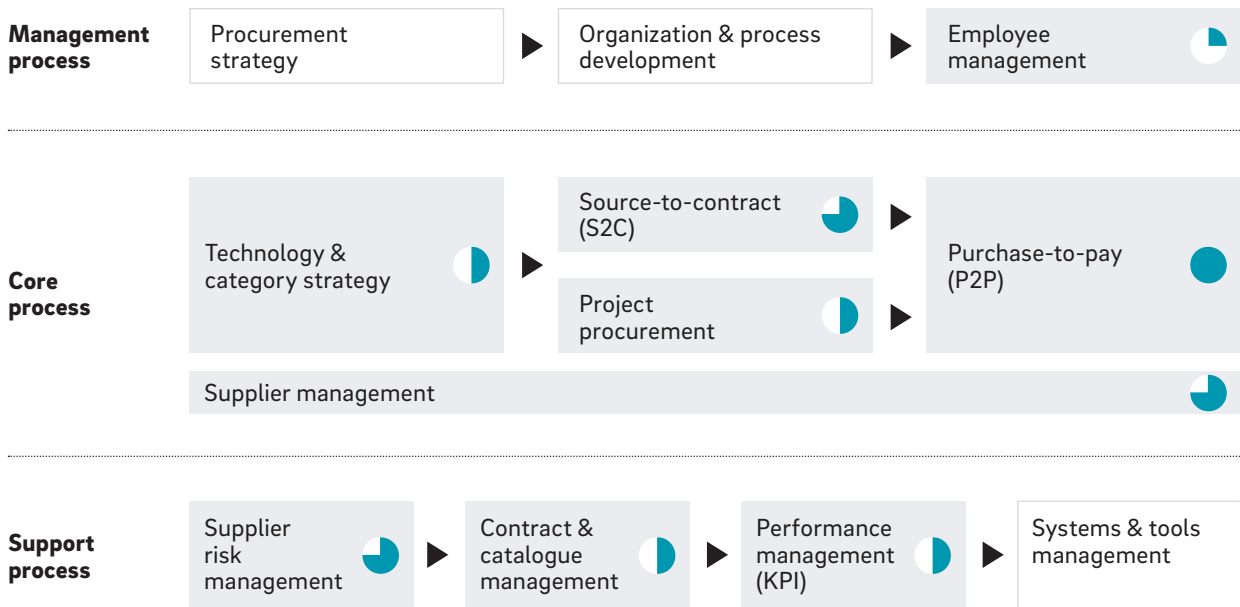 Management
process
Procurement
strategy
Organization & process
development
Employee
management
Core
process
Technology &
category strategy
Source-to-contract
(S2C)
Project
procurement
Purchase-to-pay
(P2P)
Supplier management
Support
process
Supplier
risk
management
Contract &
catalogue
management
Performance
management
(KPI)
Systems & tools
management